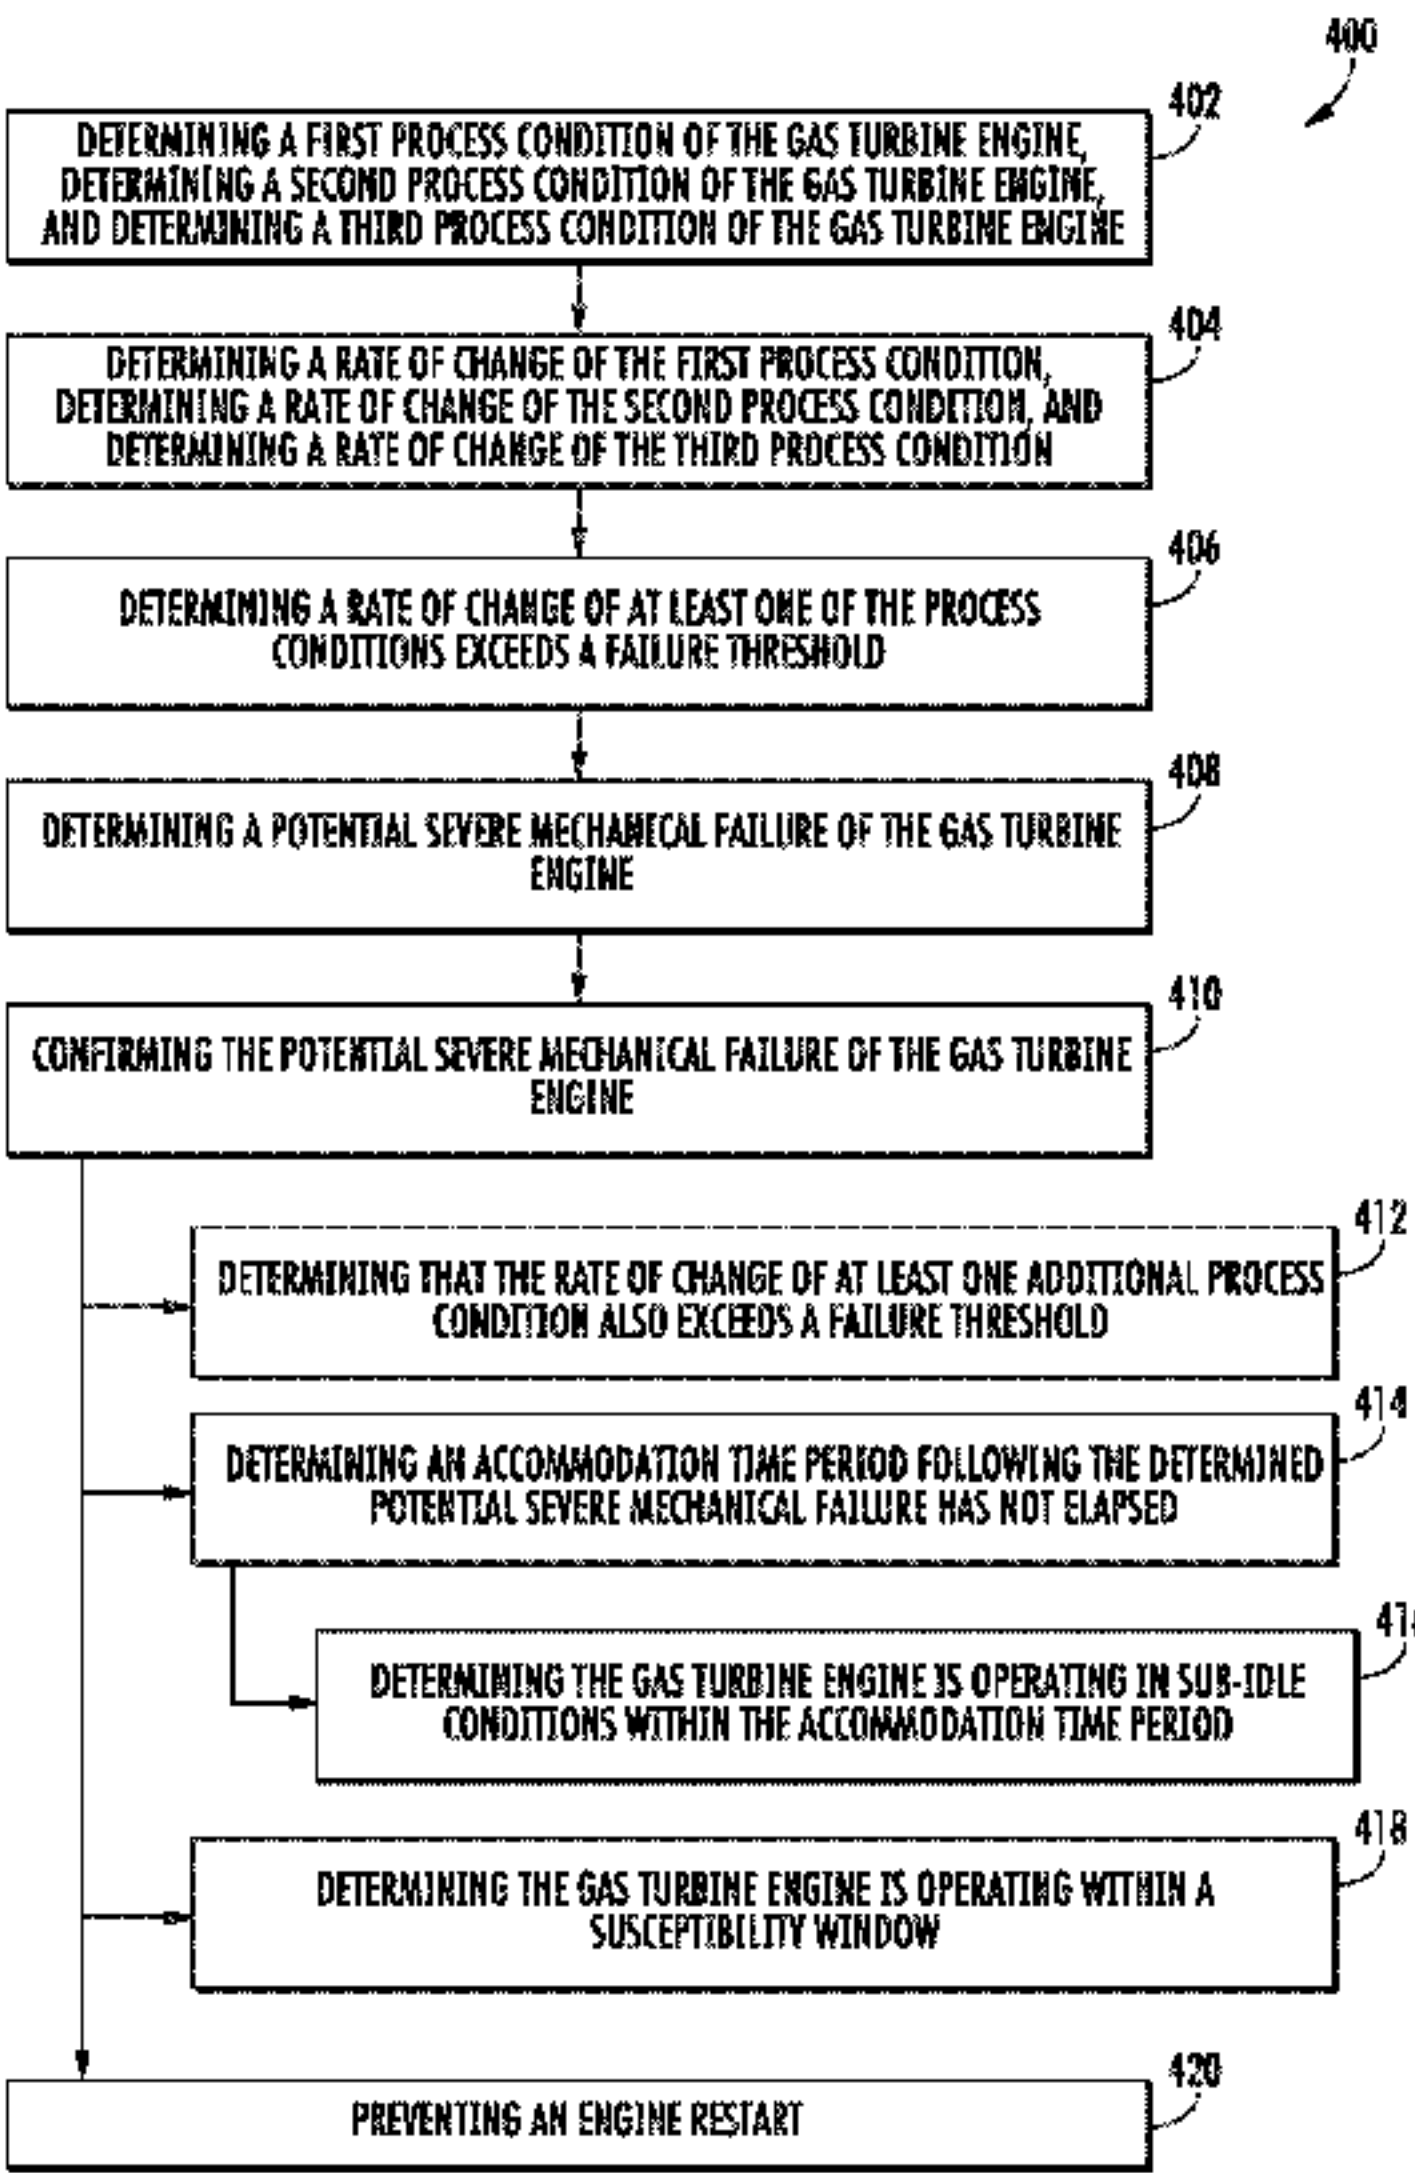 400
402
DETERMINING A FIRST PROCESS CONDITION OF THE GAS TURBINE ENGINE,
DETERMINING A SECOND PROCESS CONDITION OF THE GAS TURBINE ENGINE,
AND DETERMINING A THIRD PROCESS CONDITION OF THE GAS TURBINE ENGINE
404
DETERMINING A RATE OF CHANGE OF THE FIRST PROCESS CONDITION,
DETERMINING A RATE OF CHANGE OF THE SECOND PROCESS CONDITION, AND
DETERMINING A RATE OF CHANGE OF THE THIRD PROCESS CONDITION
406
DETERMINING A RATE OF CHANGE OF AT LEAST ONE OF THE PROCESS
CONDITIONS EXCEEDS A FAILURE THRESHOLD
408
DETERMINING A POTENTIAL SEVERE MECHANICAL FAILURE OF THE GAS TURBINE
ENGINE
410
CONFIRMING THE POTENTIAL SEVERE MECHANICAL FAILURE OF THE GAS TURBINE
ENGINE
412
DETERMINING THAT THE RATE OF CHANGE OF AT LEAST ONE ADDITIONAL PROCESS
CONDITION ALSO EXCEEDS A FAILURE THRESHOLD
414
DETERMINING AN ACCOMMODATION TIME PERIOD FOLLOWING THE DETERMINED
POTENTIAL SEVERE MECHANICAL FAILURE HAS NOT ELAPSED
DETERMINING THE GAS TURBINE ENGINE IS OPERATING IN SUB-IDLE
CONDITIONS WITHIN THE ACCOMMODATION TIME PERIOD
418
DETERMINING THE GAS TURBINE ENGINE IS OPERATING WITHIN A
SUSCEPTIBILITY WINDOW
420
PREVENTING AN ENGINE RESTART